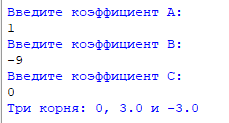 Введите коэффициент A:
1
Введите коэффициент B:
-9
Введите коэффициент C:
0
Три корня: 0, 3.0 и -3.0